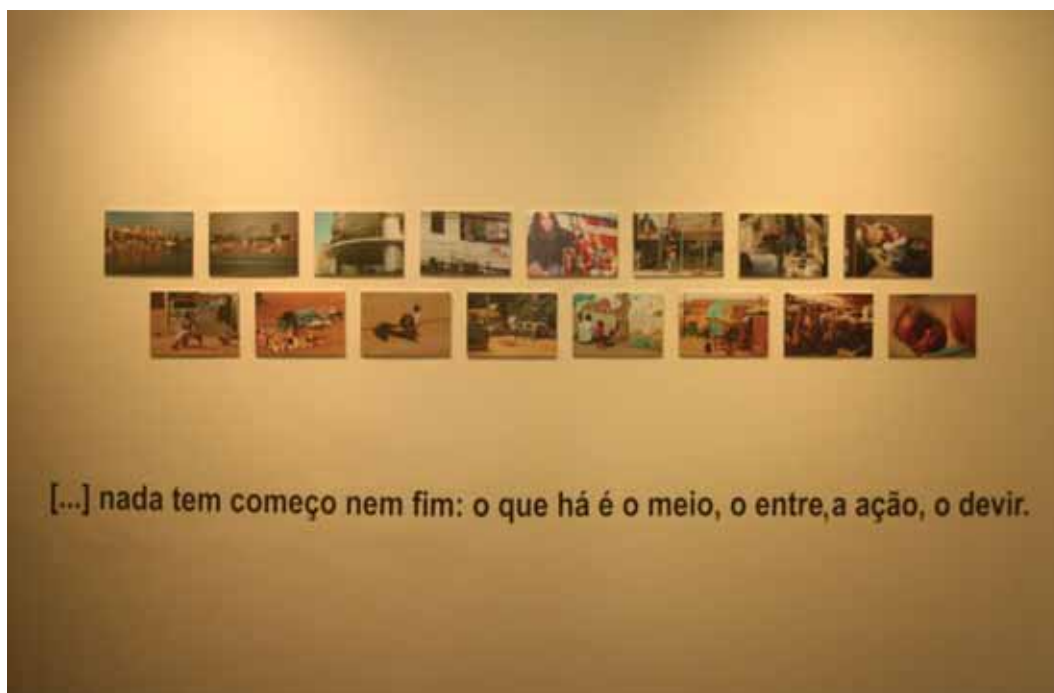 [...] nada tem começo nem fim: o que há é o meio, o entre,a ação, o devir.